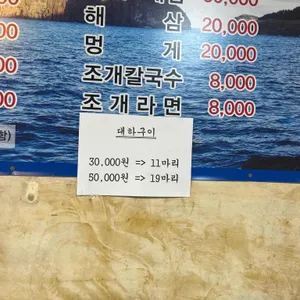 해 삼 20,000
멍 게 20,000
조개칼국수 8,000
조개라면 8,000
대하구이
30.000원 => 11마리
50.000원 => 19마리